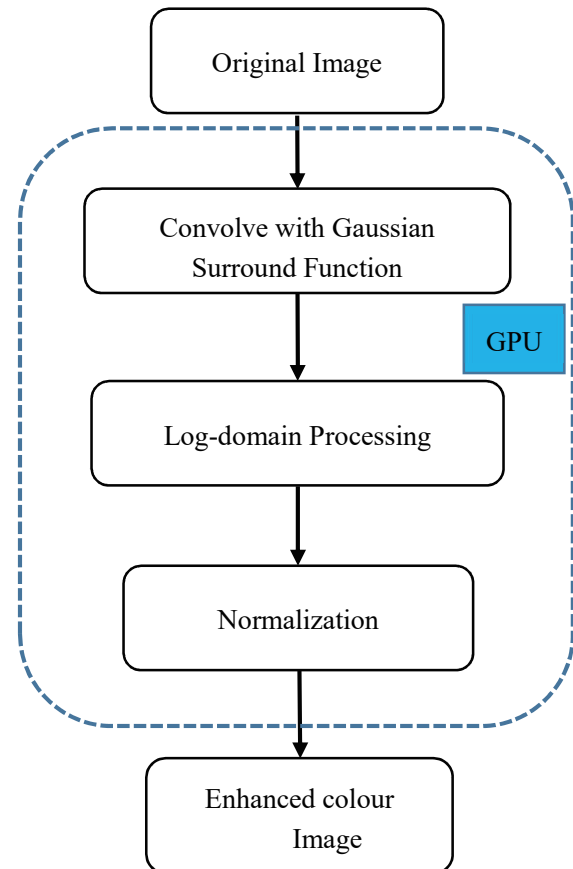 Original Image
Convolve with Gaussian
Surround Function
GPU
Log-domain Processing
Normalization
Enhanced colour
Image